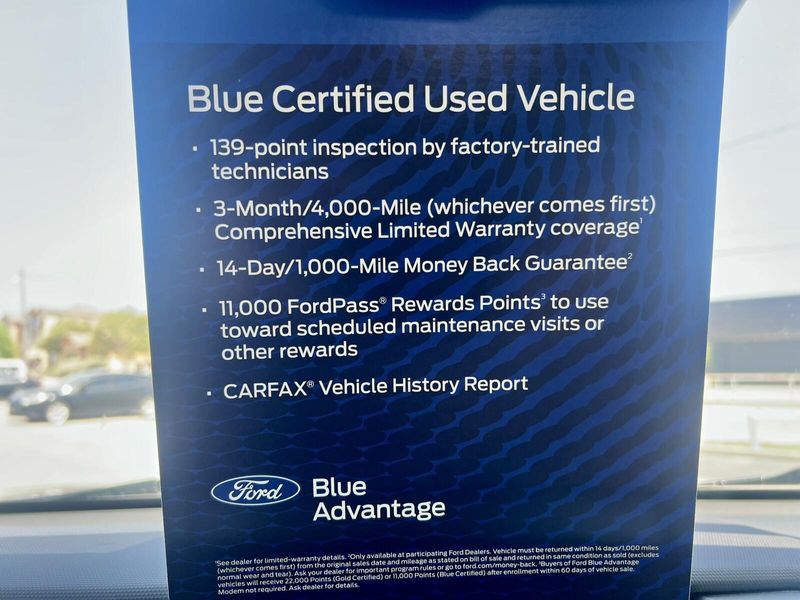 Blue Certified Used Vehicle
· 139-point inspection by factory-trained
technicians
· 3-Month/4,000-Mile (whichever comes first)
Comprehensive Limited Warranty coverage¹
· 14-Day/1,000-Mile Money Back Guarantee²
· 11,000 FordPass® Rewards Points³ to use
toward scheduled maintenance visits or
other rewards
· CARFAX® Vehicle History Report
Ford Blue
Advantage
¹See dealer for limited-warranty details. ²Only available at participating Ford Dealers. Vehicle must be returned within 14 days/1,000 miles
(whichever comes first) from the original sales date and mileage as stated on bill of sale and returned in same condition as sold (excludes
normal wear and tear). Ask your dealer for important program rules or go to ford.com/money-back. ³Buyers of Ford Blue Advantage
vehicles will receive 22,000 Points (Gold Certified) or 11,000 Points (Blue Certified) after enrollment within 60 days of vehicle sale.
Modem not required. Ask dealer for details.